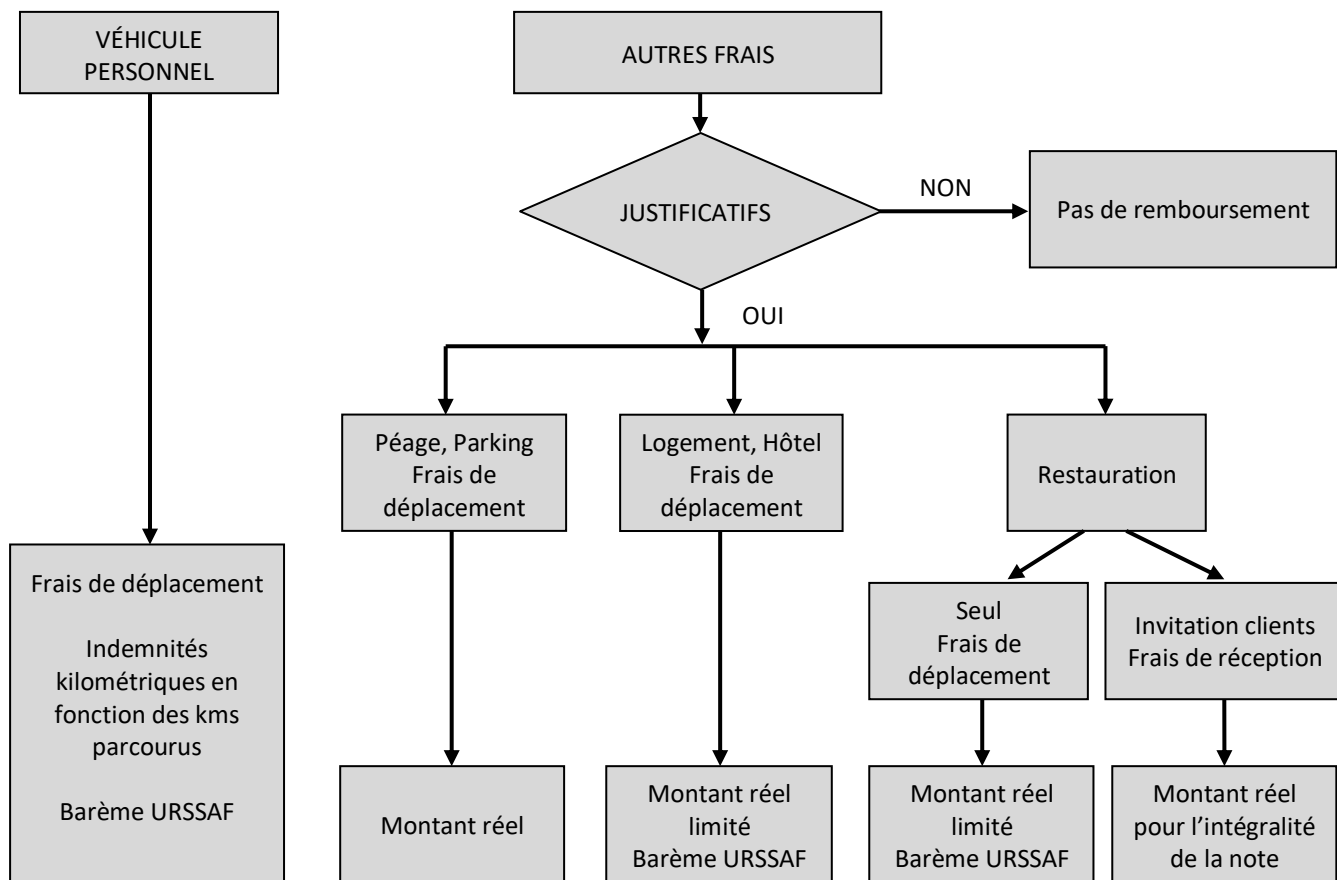 VÉHICULE
PERSONNEL
AUTRES FRAIS
JUSTIFICATIFS
NON
Pas de remboursement
OUI
Péage, Parking
Frais de
déplacement
Logement, Hôtel
Frais de
déplacement
Restauration
Frais de déplacement
Indemnités
kilométriques en
fonction des kms
parcourus
Barème URSSAF
Seul
Frais de
déplacement
Invitation clients
Frais de réception
Montant réel
Montant réel
limité
Barème URSSAF
Montant réel
limité
Barème URSSAF
Montant réel
pour l’intégralité
de la note